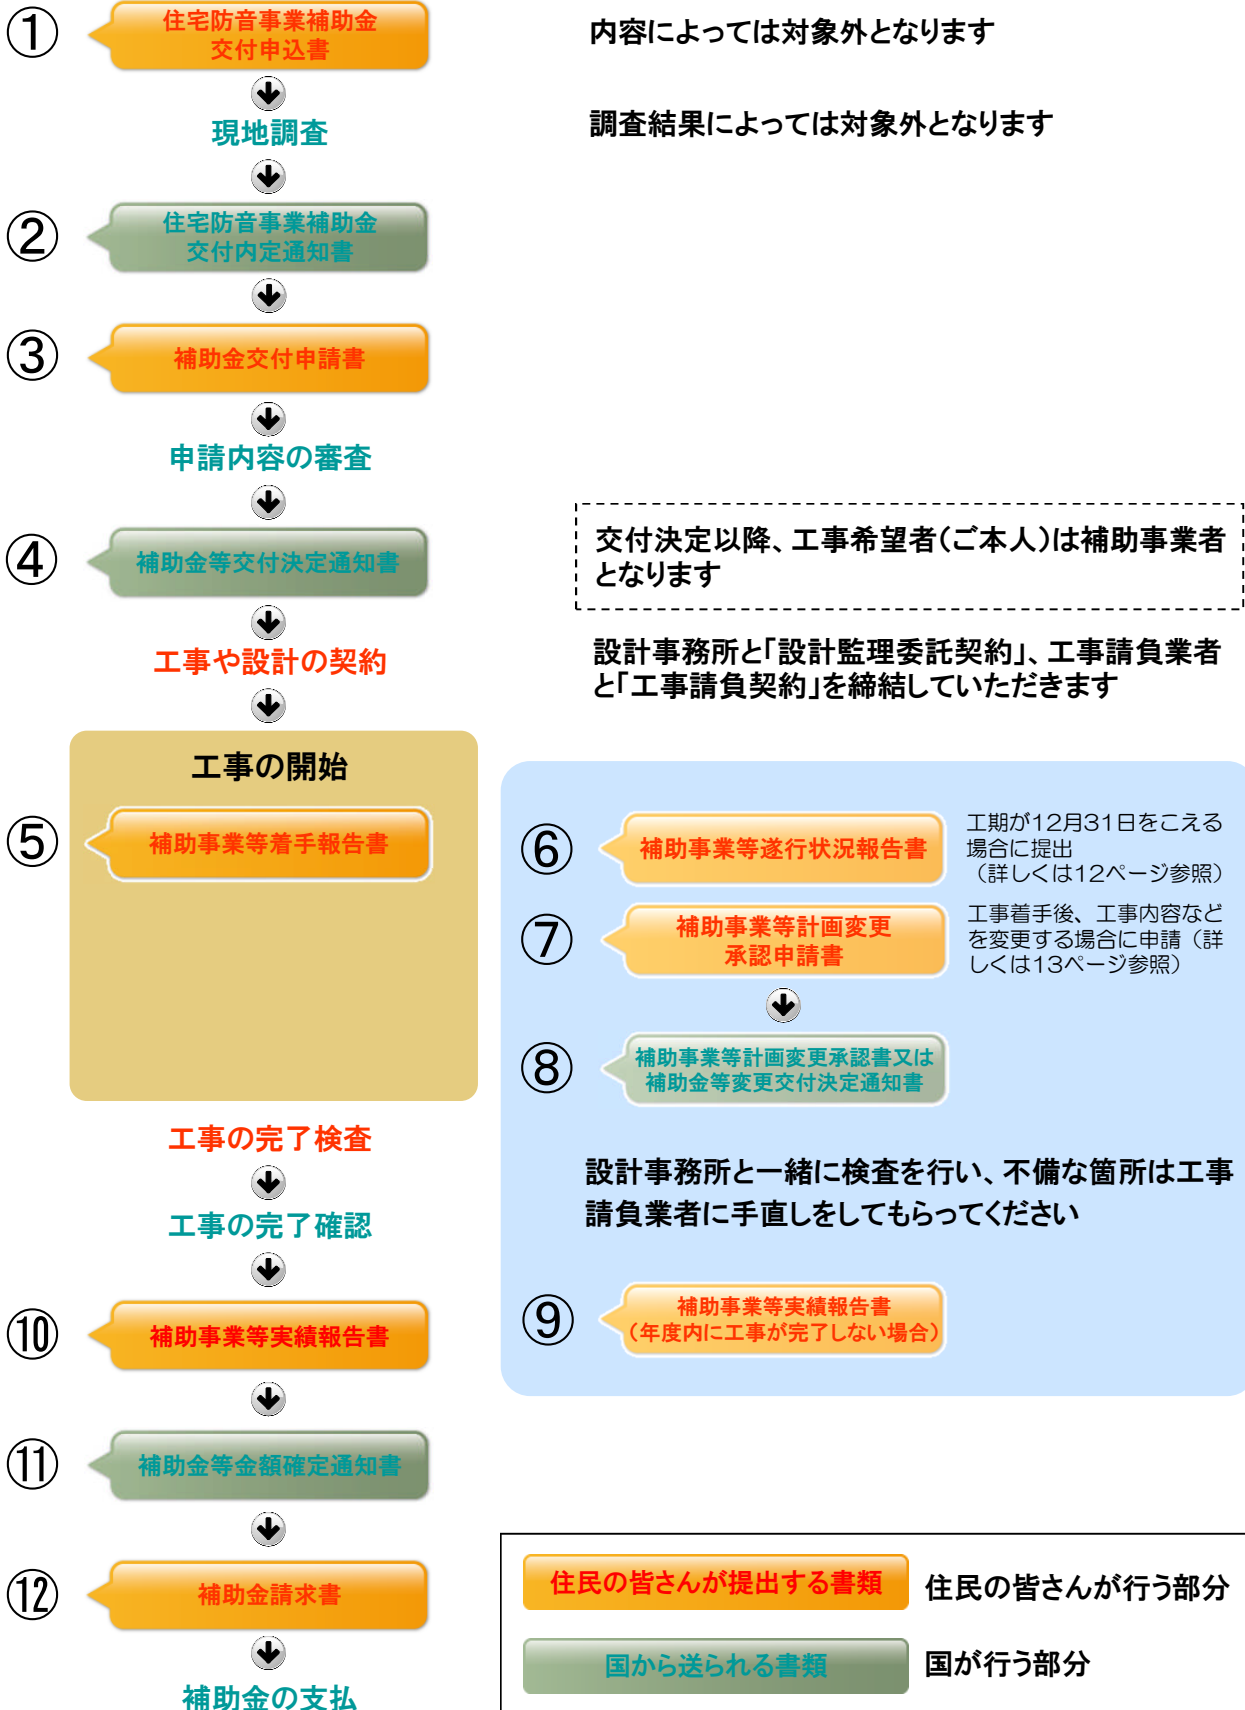 ①
住宅防音事業補助金
交付申込書
内容によっては対象外となります
現地調査
調査結果によっては対象外となります
②
住宅防音事業補助金
交付内定通知書
③
補助金交付申請書
申請内容の審査
④
補助金等交付決定通知書
交付決定以降、工事希望者(ご本人)は補助事業者
となります
工事や設計の契約
設計事務所と「設計監理委託契約」、工事請負業者
と「工事請負契約」を締結していただきます
工事の開始
⑤
補助事業等着手報告書
⑥
補助事業等遂行状況報告書
工期が12月31日をこえる
場合に提出
（詳しくは12ページ参照）
⑦
補助事業等計画変更
承認申請書
工事着手後、工事内容など
を変更する場合に申請（詳
しくは13ページ参照）
⑧
補助事業等計画変更承認書又は
補助金等変更交付決定通知書
工事の完了検査
設計事務所と一緒に検査を行い、不備な箇所は工事
請負業者に手直しをしてもらってください
工事の完了確認
⑨
補助事業等実績報告書
（年度内に工事が完了しない場合）
⑩
補助事業等実績報告書
⑪
補助金等金額確定通知書
⑫
補助金請求書
補助金の支払
住民の皆さんが提出する書類
住民の皆さんが行う部分
国から送られる書類
国が行う部分